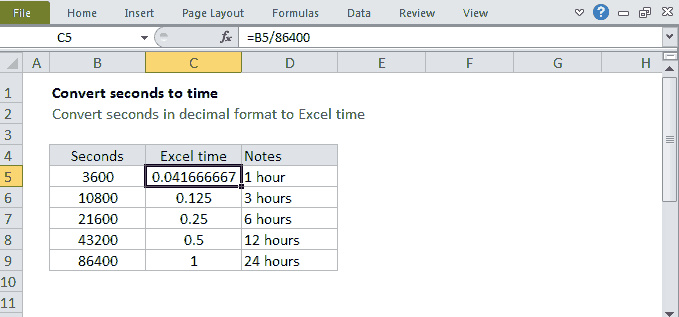 File Home Insert Page Layout Formulas Data Review View
C5 fx =B5/86400
A B C D E F G H
1 Convert seconds to time
2 Convert seconds in decimal format to Excel time
3
4 Seconds Excel time Notes
5 3600 0.041666667 1 hour
6 10800 0.125 3 hours
7 21600 0.25 6 hours
8 43200 0.5 12 hours
9 86400 1 24 hours
10
11